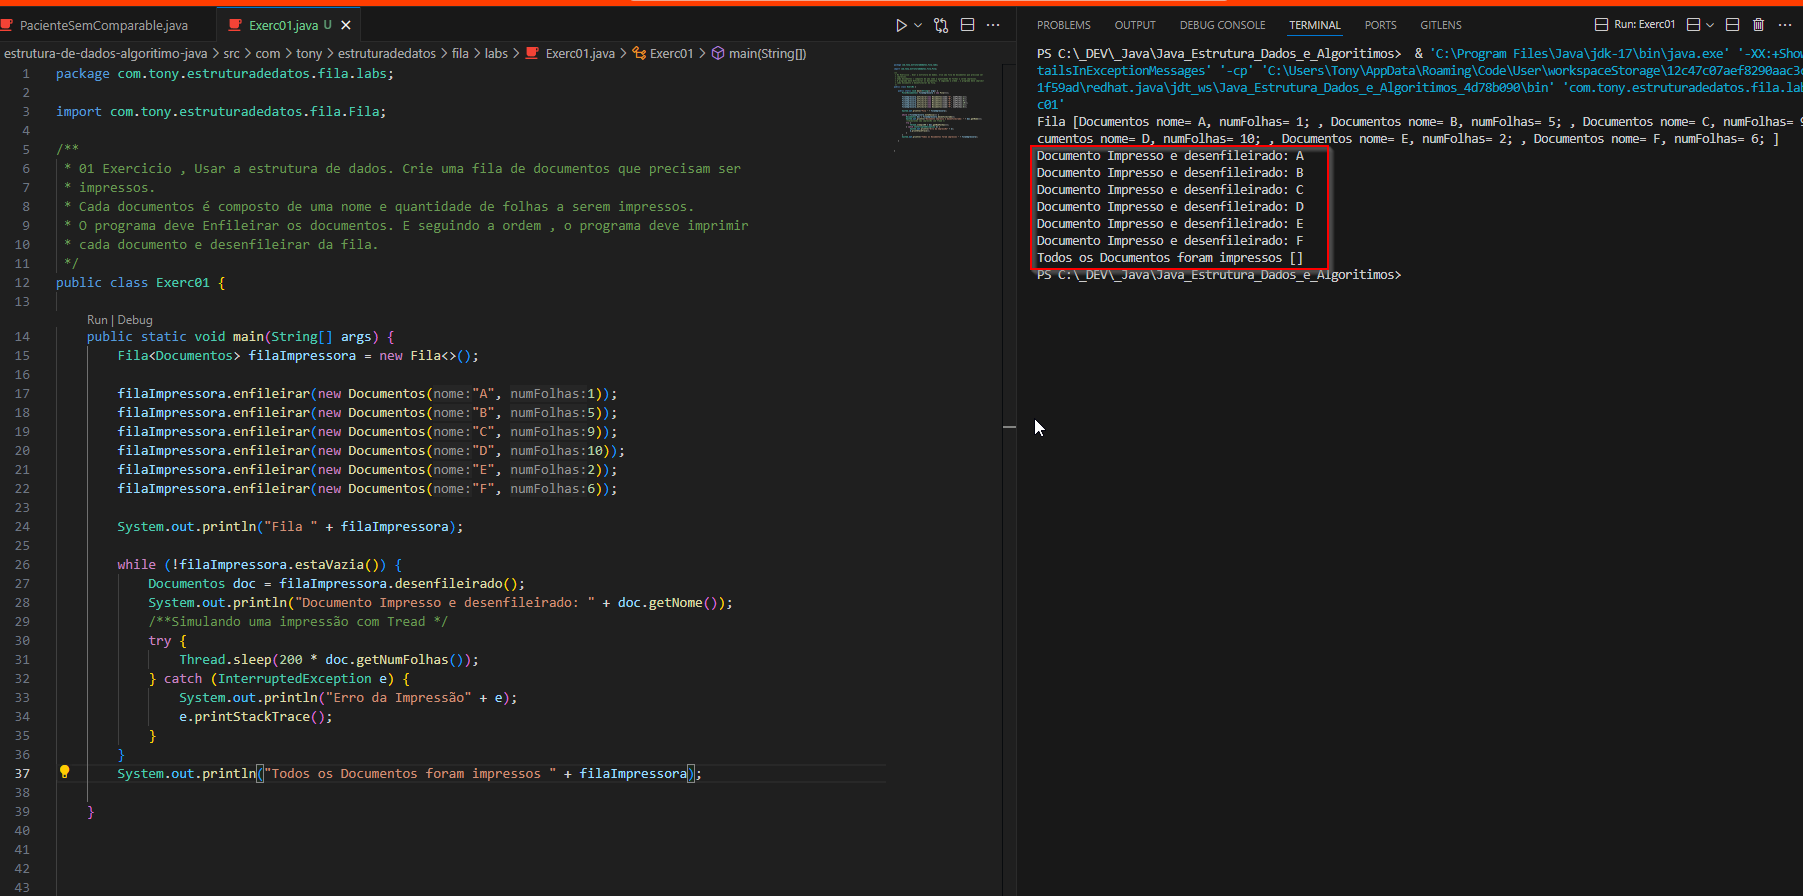 PacienteSemComparable.java
Exerc01.java U
estrutura-de-dados-algoritimo-java > src > com > tony > estruturadedatos > fila > labs > Exerc01.java > Exerc01 > main(String[])
1 package com.tony.estruturadedatos.fila.labs;
2
3 import com.tony.estruturadedatos.fila.Fila;
4
5 /**
6 * 01 Exercicio , Usar a estrutura de dados. Crie uma fila de documentos que precisam ser
7 * impressos.
8 * Cada documentos é composto de uma nome e quantidade de folhas a serem impressos.
9 * O programa deve Enfileirar os documentos. E seguindo a ordem , o programa deve imprimir
10 * cada documento e desenfileirar da fila.
11 */
12 public class Exerc01 {
13
Run | Debug
14 public static void main(String[] args) {
15 Fila<Documentos> filaImpressora = new Fila<>();
16
17 filaImpressora.enfileirar(new Documentos(nome:"A", numFolhas:1));
18 filaImpressora.enfileirar(new Documentos(nome:"B", numFolhas:5));
19 filaImpressora.enfileirar(new Documentos(nome:"C", numFolhas:9));
20 filaImpressora.enfileirar(new Documentos(nome:"D", numFolhas:10));
21 filaImpressora.enfileirar(new Documentos(nome:"E", numFolhas:2));
22 filaImpressora.enfileirar(new Documentos(nome:"F", numFolhas:6));
23
24 System.out.println("Fila " + filaImpressora);
25
26 while (!filaImpressora.estaVazia()) {
27 Documentos doc = filaImpressora.desenfileirado();
28 System.out.println("Documento Impresso e desenfileirado: " + doc.getNome());
29 /**Simulando uma impressão com Tread */
30 try {
31 Thread.sleep(200 * doc.getNumFolhas());
32 } catch (InterruptedException e) {
33 System.out.println("Erro da Impressão" + e);
34 e.printStackTrace();
35 }
36 }
37 System.out.println("Todos os Documentos foram impressos " + filaImpressora);
38
39 }
40
41
42
43
PROBLEMS OUTPUT DEBUG CONSOLE TERMINAL PORTS GITLENS Run: Exerc01
PS C:\_DEV\_Java\Java_Estrutura_Dados_e_Algoritimos> & 'C:\Program Files\Java\jdk-17\bin\java.exe' '-XX:+Show
tailsInExceptionMessages' '-cp' 'C:\Users\Tony\AppData\Roaming\Code\User\workspaceStorage\12c47c07aef8290aac3
1f59ad\redhat.java\jdt_ws\Java_Estrutura_Dados_e_Algoritimos_4d78b090\bin' 'com.tony.estruturadedatos.fila.lab
c01'
Fila [Documentos nome= A, numFolhas= 1; , Documentos nome= B, numFolhas= 5; , Documentos nome= C, numFolhas= 9
cumentos nome= D, numFolhas= 10; , Documentos nome= E, numFolhas= 2; , Documentos nome= F, numFolhas= 6; ]
Documento Impresso e desenfileirado: A
Documento Impresso e desenfileirado: B
Documento Impresso e desenfileirado: C
Documento Impresso e desenfileirado: D
Documento Impresso e desenfileirado: E
Documento Impresso e desenfileirado: F
Todos os Documentos foram impressos []
PS C:\_DEV\_Java\Java_Estrutura_Dados_e_Algoritimos>